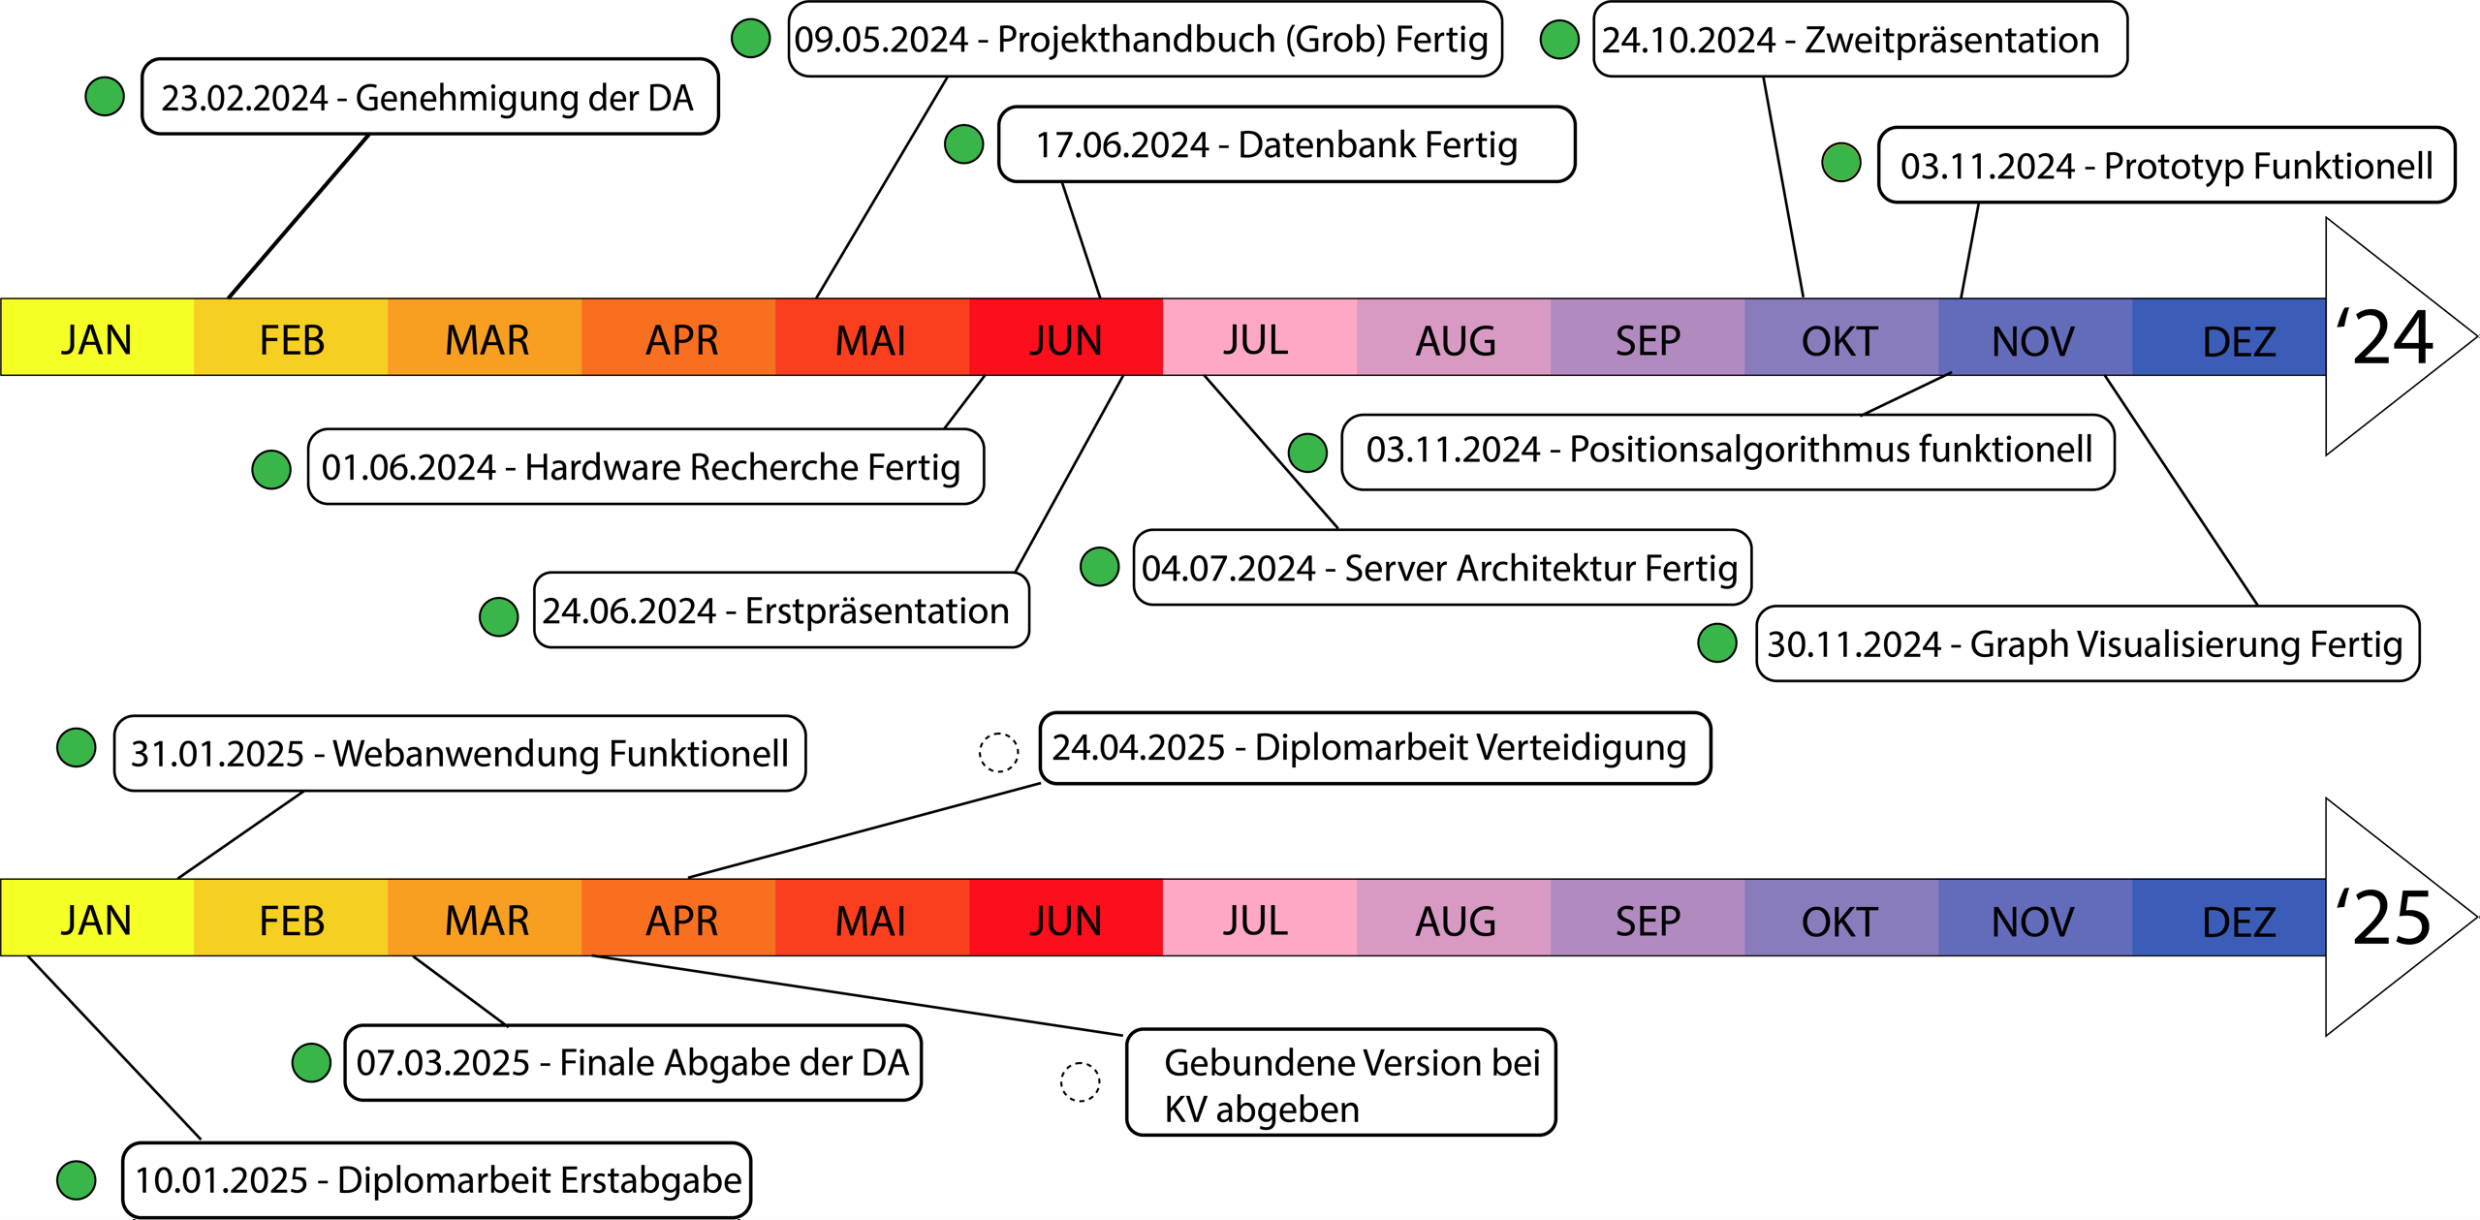 09.05.2024 - Projekthandbuch (Grob) Fertig
24.10.2024 - Zweitpräsentation
23.02.2024 - Genehmigung der DA
17.06.2024 - Datenbank Fertig
03.11.2024 - Prototyp Funktionell
JAN FEB MAR APR MAI JUN JUL AUG SEP OKT NOV DEZ ‘24
03.11.2024 - Positionsalgorithmus funktionell
01.06.2024 - Hardware Recherche Fertig
04.07.2024 - Server Architektur Fertig
24.06.2024 - Erstpräsentation
30.11.2024 - Graph Visualisierung Fertig
31.01.2025 - Webanwendung Funktionell
24.04.2025 - Diplomarbeit Verteidigung
JAN FEB MAR APR MAI JUN JUL AUG SEP OKT NOV DEZ ‘25
07.03.2025 - Finale Abgabe der DA
Gebundene Version bei
KV abgeben
10.01.2025 - Diplomarbeit Erstabgabe